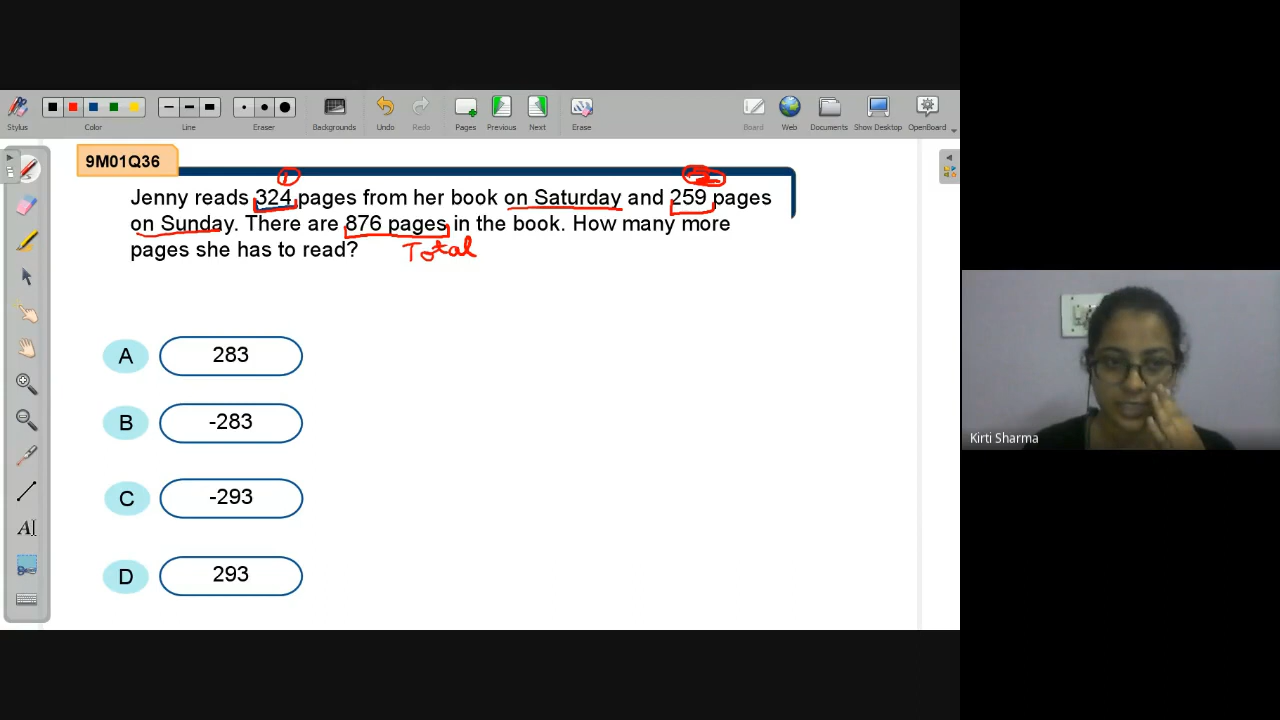 Stylus
Color
Line
Eraser
Backgrounds
Undo
Redo
Pages
Previous
Next
Erase
Board
Web
Documents
Show Desktop
OpenBoard
9M01Q36
Jenny reads 324 pages from her book on Saturday and 259 pages
on Sunday. There are 876 pages in the book. How many more
pages she has to read?
Total
A 283
B -283
C -293
D 293
Kirti Sharma